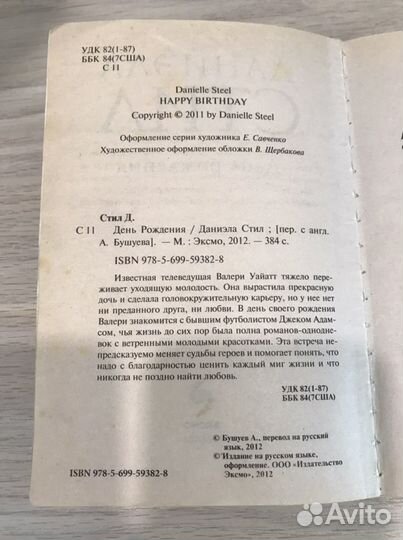 УДК 82(1-87)
ББК 84(7США)
С 11
Danielle Steel
HAPPY BIRTHDAY
Copyright © 2011 by Danielle Steel
Оформление серии художника Е. Савченко
Художественное оформление обложки В. Щербакова
Стил Д.
С 11 День Рождения / Даниэла Стил ; [пер. с англ.
А. Бушуева]. — М. : Эксмо, 2012. — 384 с.
ISBN 978-5-699-59382-8
Известная телеведущая Валери Уайатт тяжело пере-
живает уходящую молодость. Она вырастила прекрасную
дочь и сделала головокружительную карьеру, но у нее нет
ни преданного друга, ни любви. В день своего рождения
Валери знакомится с бывшим футболистом Джеком Адам-
сом, чья жизнь до сих пор была полна романов-однодне-
вок с ветреными молодыми красотками. Эта встреча не-
предсказуемо меняет судьбы героев и помогает понять, что
надо с благодарностью ценить каждый миг жизни и что
никогда не поздно найти любовь.
УДК 82(1-87)
ББК 84(7США)
© Бушуев А., перевод на русский
язык, 2012
© Издание на русском языке,
оформление. ООО «Издательство
Эксмо», 2012
ISBN 978-5-699-59382-8
Avito